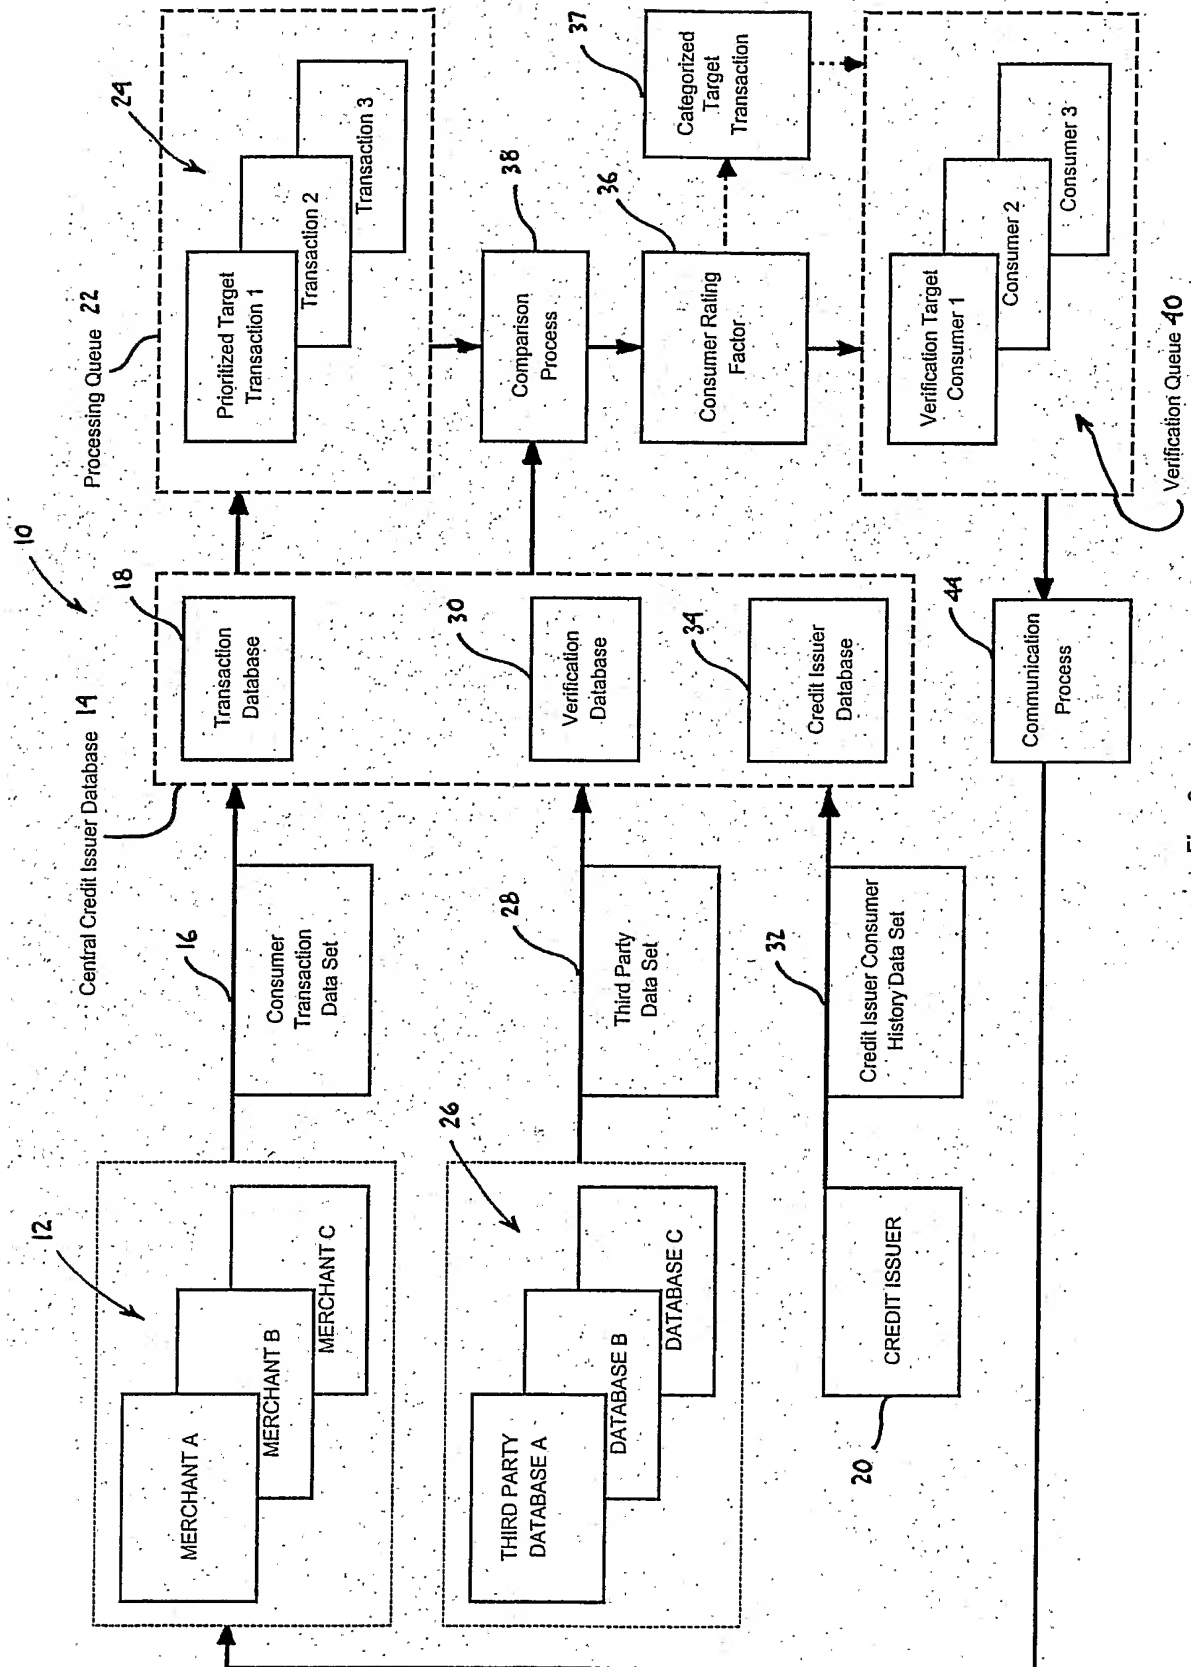 10
12
MERCHANT A
MERCHANT B
MERCHANT C
16
Consumer
Transaction
Data Set
Central Credit Issuer Database 14
18
Transaction
Database
Processing Queue 22
24
Prioritized Target
Transaction 1
Transaction 2
Transaction 3
26
THIRD PARTY
DATABASE A
DATABASE B
DATABASE C
28
Third Party
Data Set
30
Verification
Database
38
Comparison
Process
36
Consumer Rating
Factor
37
Categorized
Target
Transaction
20
CREDIT ISSUER
32
Credit Issuer Consumer
History Data Set
34
Credit Issuer
Database
Verification Target
Consumer 1
Consumer 2
Consumer 3
Verification Queue 40
44
Communication
Process